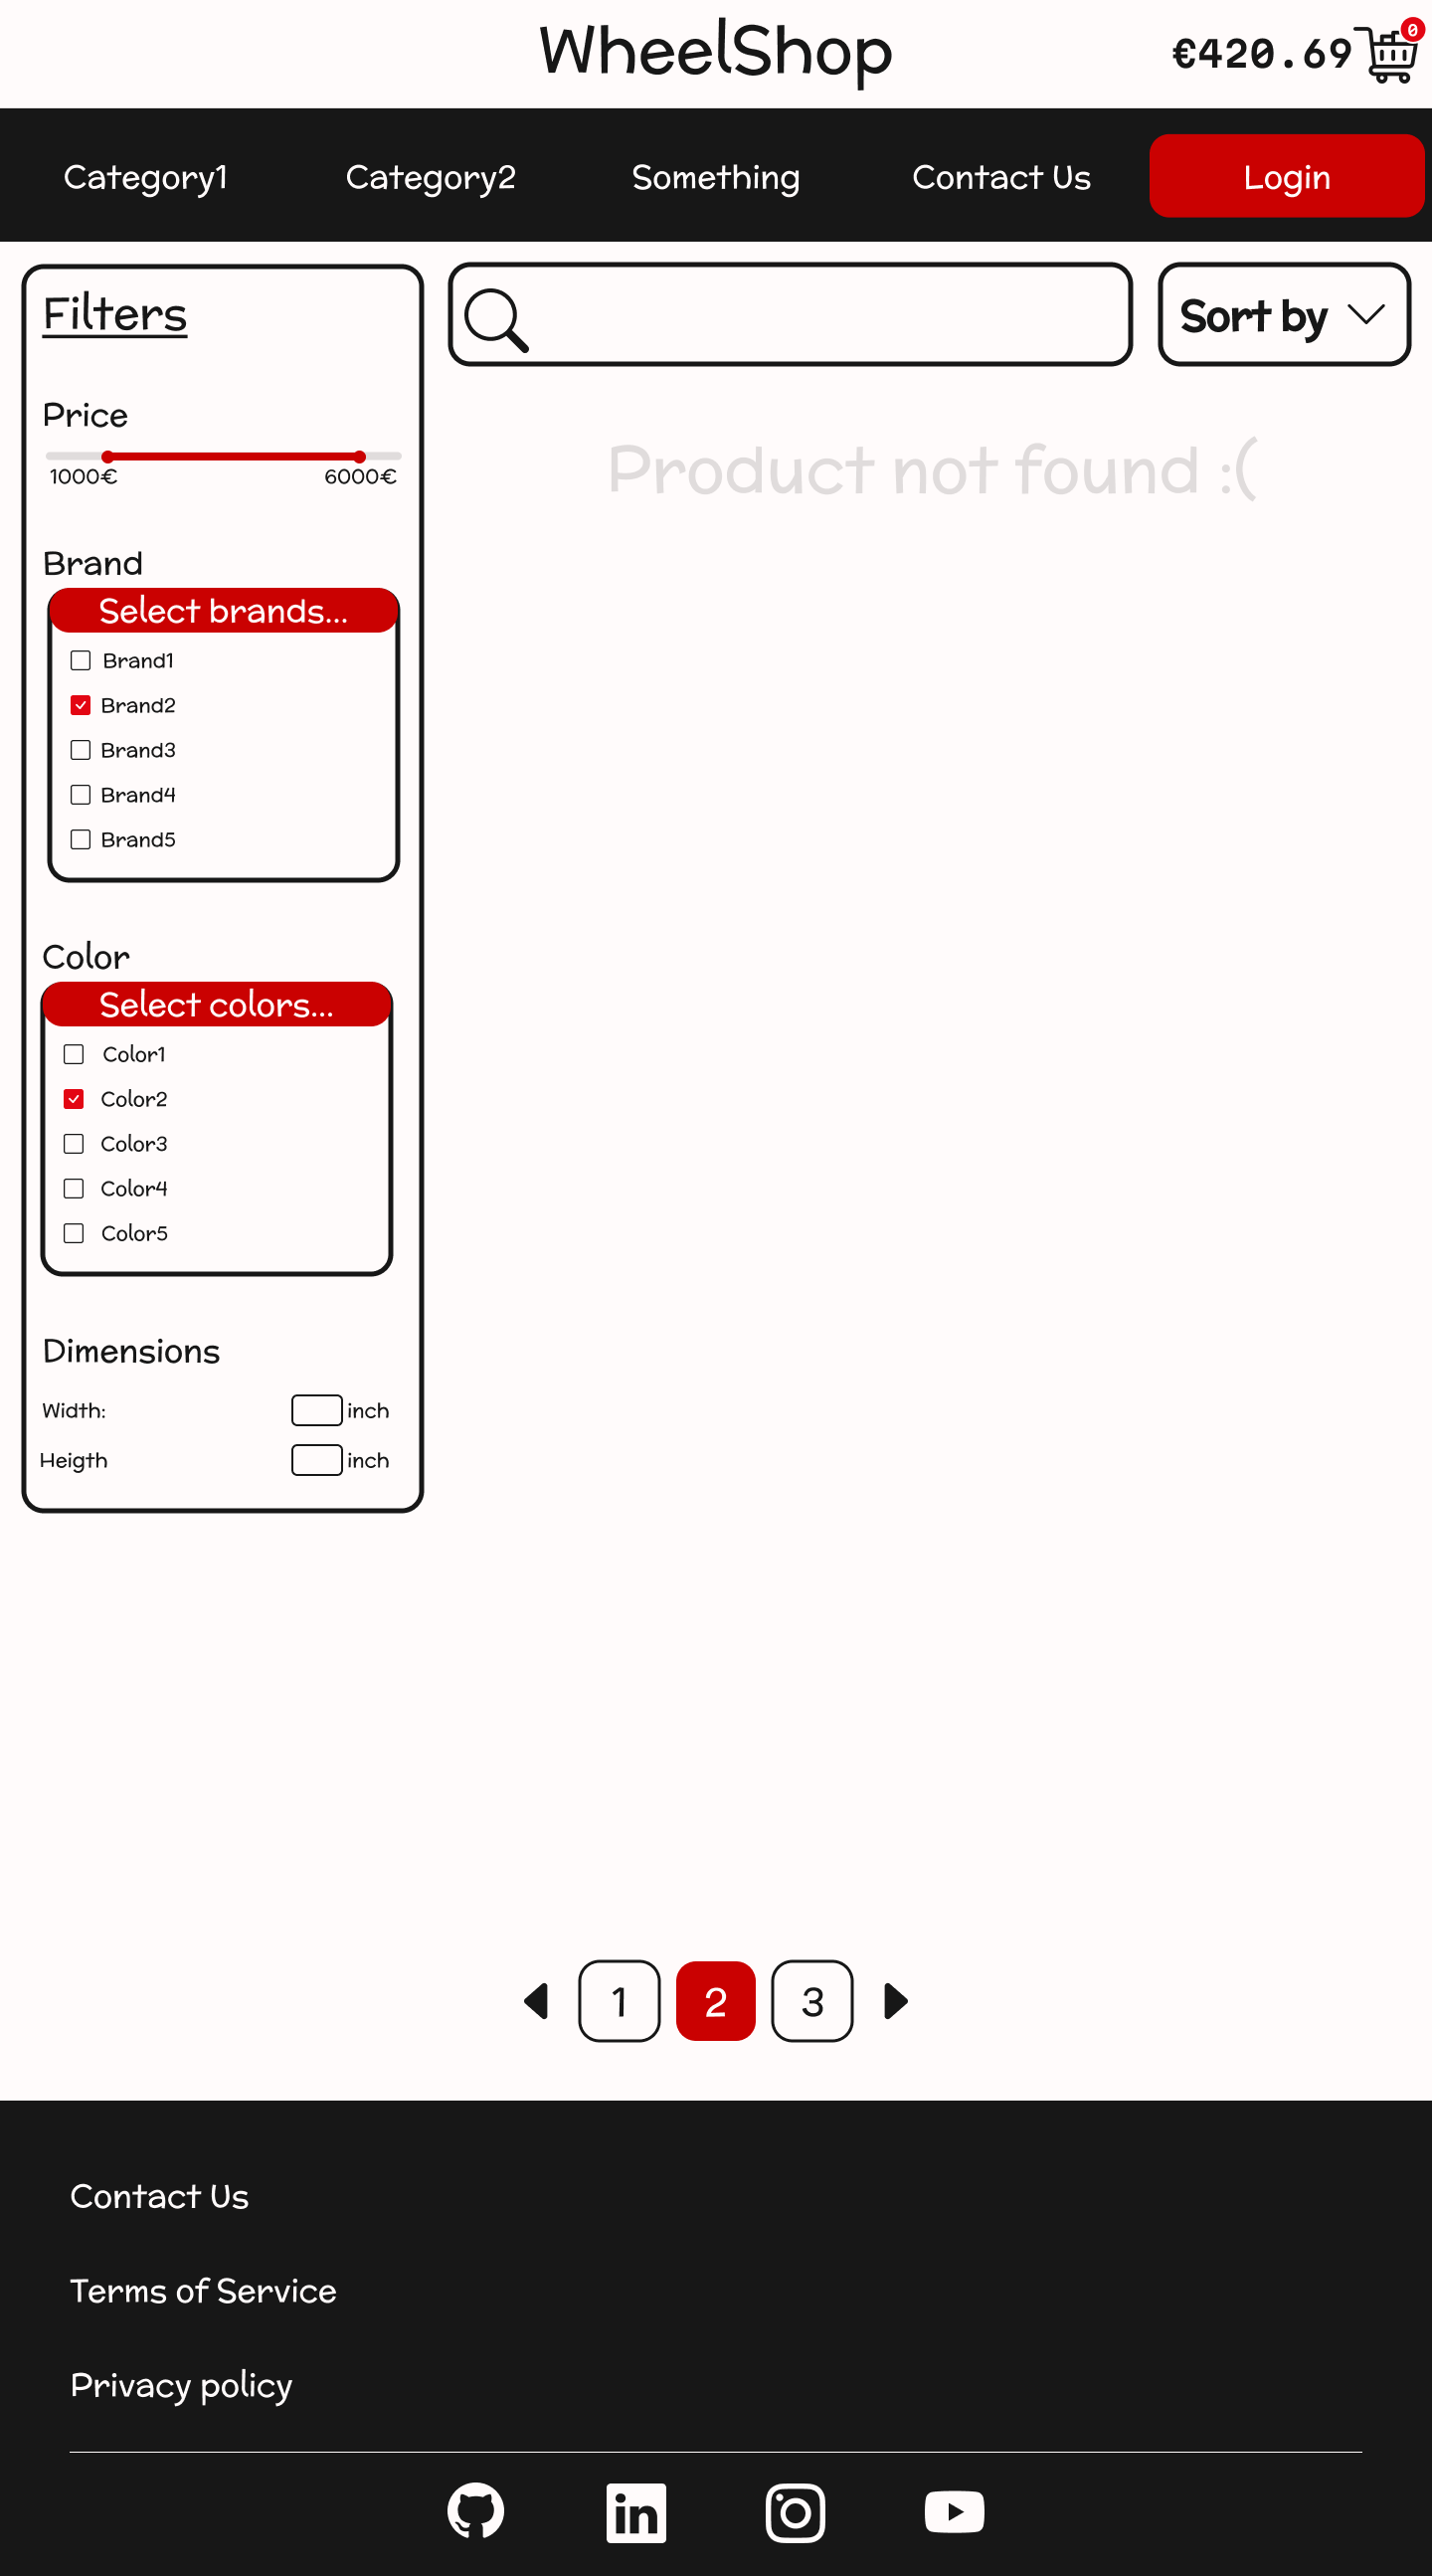 WheelShop
€420.69
0
Category1
Category2
Something
Contact Us
Login
Filters
Sort by
Product not found :(
Price
1000€
6000€
Brand
Select brands...
Brand1
Brand2
Brand3
Brand4
Brand5
Color
Select colors...
Color1
Color2
Color3
Color4
Color5
Dimensions
Width:
inch
Heigth
inch
1
2
3
Contact Us
Terms of Service
Privacy policy
in